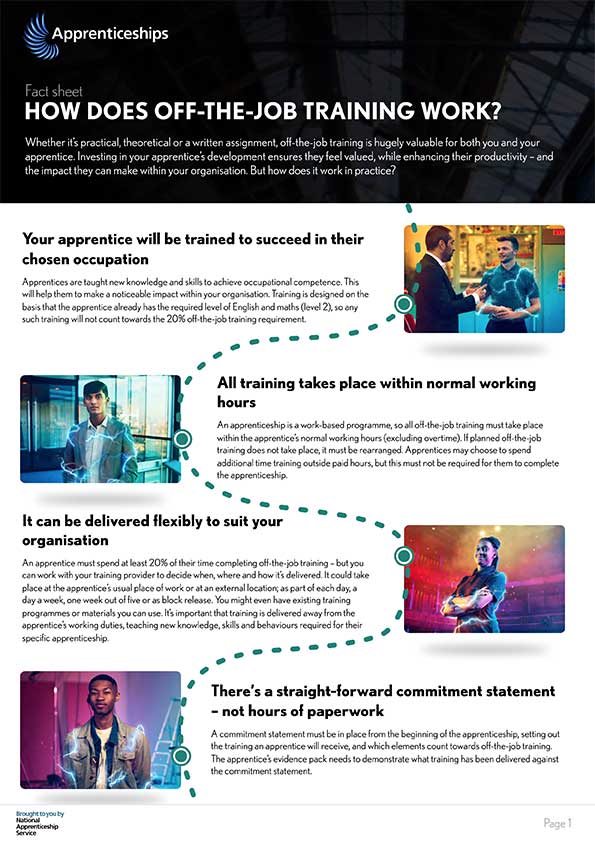 Apprenticeships
Fact sheet
HOW DOES OFF-THE-JOB TRAINING WORK?
Whether it's practical, theoretical or a written assignment, off-the-job training is hugely valuable for both you and your
apprentice. Investing in your apprentice's development ensures they feel valued, while enhancing their productivity – and
the impact they can make within your organisation. But how does it work in practice?
Your apprentice will be trained to succeed in their
chosen occupation
Apprentices are taught new knowledge and skills to achieve occupational competence. This
will help them to make a noticeable impact within your organisation. Training is designed on the
basis that the apprentice already has the required level of English and maths (level 2), so any
such training will not count towards the 20% off-the-job training requirement.
EXIT
All training takes place within normal working
hours
An apprenticeship is a work-based programme, so all off-the-job training must take place
within the apprentice's normal working hours (excluding overtime). If planned off-the-job
training does not take place, it must be rearranged. Apprentices may choose to spend
additional time training outside paid hours, but this must not be required for them to complete
the apprenticeship.
It can be delivered flexibly to suit your
organisation
An apprentice must spend at least 20% of their time completing off-the-job training – but you
can work with your training provider to decide when, where and how it's delivered. It could take
place at the apprentice's usual place of work or at an external location; as part of each day, a
day a week, one week out of five or as block release. You might even have existing training
programmes or materials you can use. It's important that training is delivered away from the
apprentice's working duties, teaching new knowledge, skills and behaviours required for their
specific apprenticeship.
There's a straight-forward commitment statement
– not hours of paperwork
A commitment statement must be in place from the beginning of the apprenticeship, setting out
the training an apprentice will receive, and which elements count towards off-the-job training.
The apprentice's evidence pack needs to demonstrate what training has been delivered against
the commitment statement.
Brought to you by
National
Apprenticeship
Service
Page 1